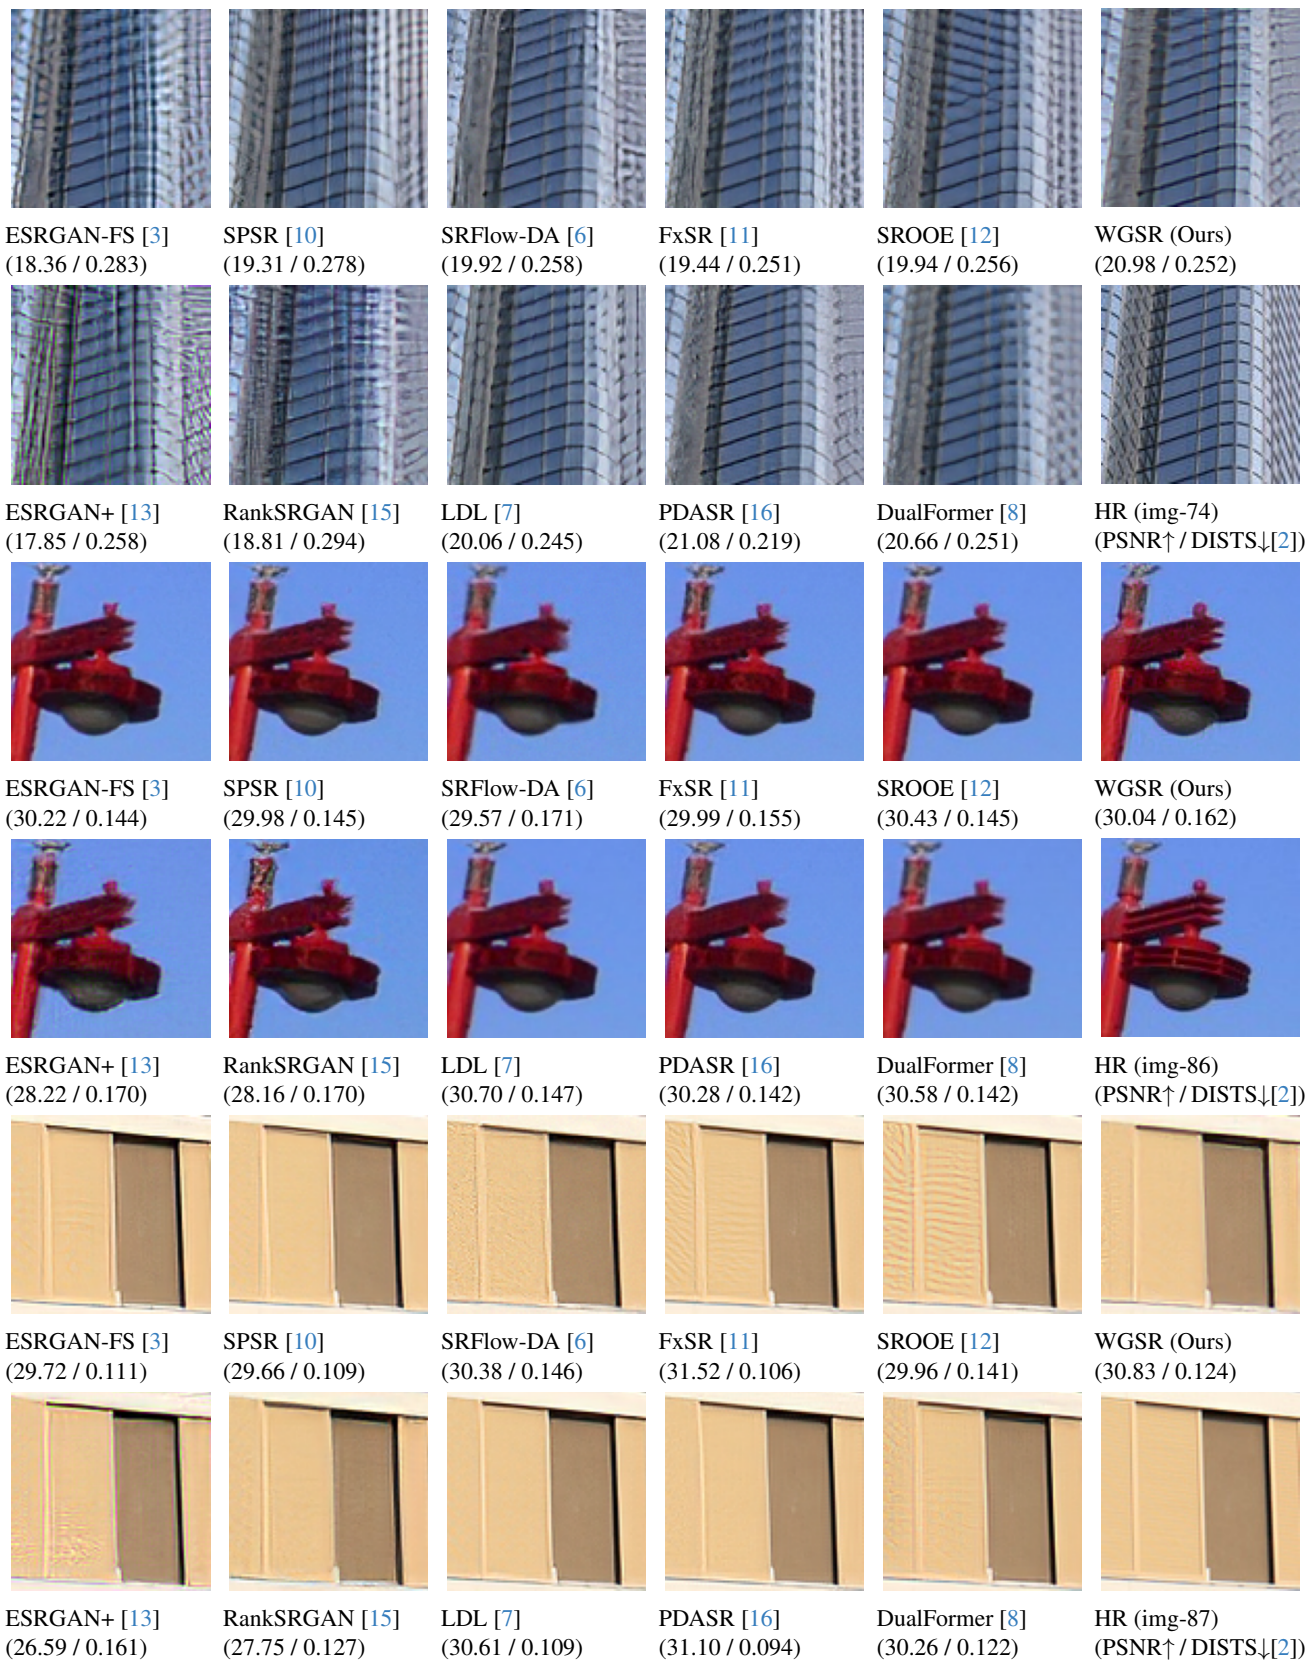 ESRGAN-FS [3] SPSR [10] SRFlow-DA [6] FxSR [11] SROOE [12] WGSR (Ours)
(18.36 / 0.283) (19.31 / 0.278) (19.92 / 0.258) (19.44 / 0.251) (19.94 / 0.256) (20.98 / 0.252)
ESRGAN+ [13] RankSRGAN [15] LDL [7] PDASR [16] DualFormer [8] HR (img-74)
(17.85 / 0.258) (18.81 / 0.294) (20.06 / 0.245) (21.08 / 0.219) (20.66 / 0.251) (PSNR↑ / DISTS↓[2])
ESRGAN-FS [3] SPSR [10] SRFlow-DA [6] FxSR [11] SROOE [12] WGSR (Ours)
(30.22 / 0.144) (29.98 / 0.145) (29.57 / 0.171) (29.99 / 0.155) (30.43 / 0.145) (30.04 / 0.162)
ESRGAN+ [13] RankSRGAN [15] LDL [7] PDASR [16] DualFormer [8] HR (img-86)
(28.22 / 0.170) (28.16 / 0.170) (30.70 / 0.147) (30.28 / 0.142) (30.58 / 0.142) (PSNR↑ / DISTS↓[2])
ESRGAN-FS [3] SPSR [10] SRFlow-DA [6] FxSR [11] SROOE [12] WGSR (Ours)
(29.72 / 0.111) (29.66 / 0.109) (30.38 / 0.146) (31.52 / 0.106) (29.96 / 0.141) (30.83 / 0.124)
ESRGAN+ [13] RankSRGAN [15] LDL [7] PDASR [16] DualFormer [8] HR (img-87)
(26.59 / 0.161) (27.75 / 0.127) (30.61 / 0.109) (31.10 / 0.094) (30.26 / 0.122) (PSNR↑ / DISTS↓[2])